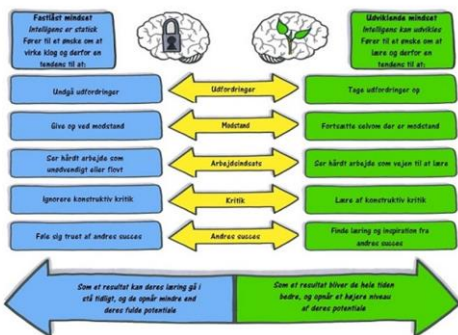 Fastlåst mindset
Intelligens er statisk
Fører til et ønske om at
virke klog og derfor en
tendens til at:
Udviklende mindset
Intelligens kan udvikles
Fører til et ønske om at
lære og derfor en
tendens til at:
Undgå udfordringer
Udfordringer
Tage udfordringer op
Give op ved modstand
Modstand
Fortsætte selvom der er modstand
Ser hårdt arbejde som
unødvendigt eller flovt
Arbejdsindsats
Ser hårdt arbejde som vejen til at lære
Ignorere konstruktiv kritik
Kritik
Lære af konstruktiv kritik
Føle sig truet af andres succes
Andres succes
Finde læring og inspiration fra
andres succes
Som et resultat kan deres læring gå i
stå tidligt, og de opnår mindre end
deres fulde potentiale
Som et resultat bliver de hele tiden
bedre, og opnår et højere niveau
af deres potentiale